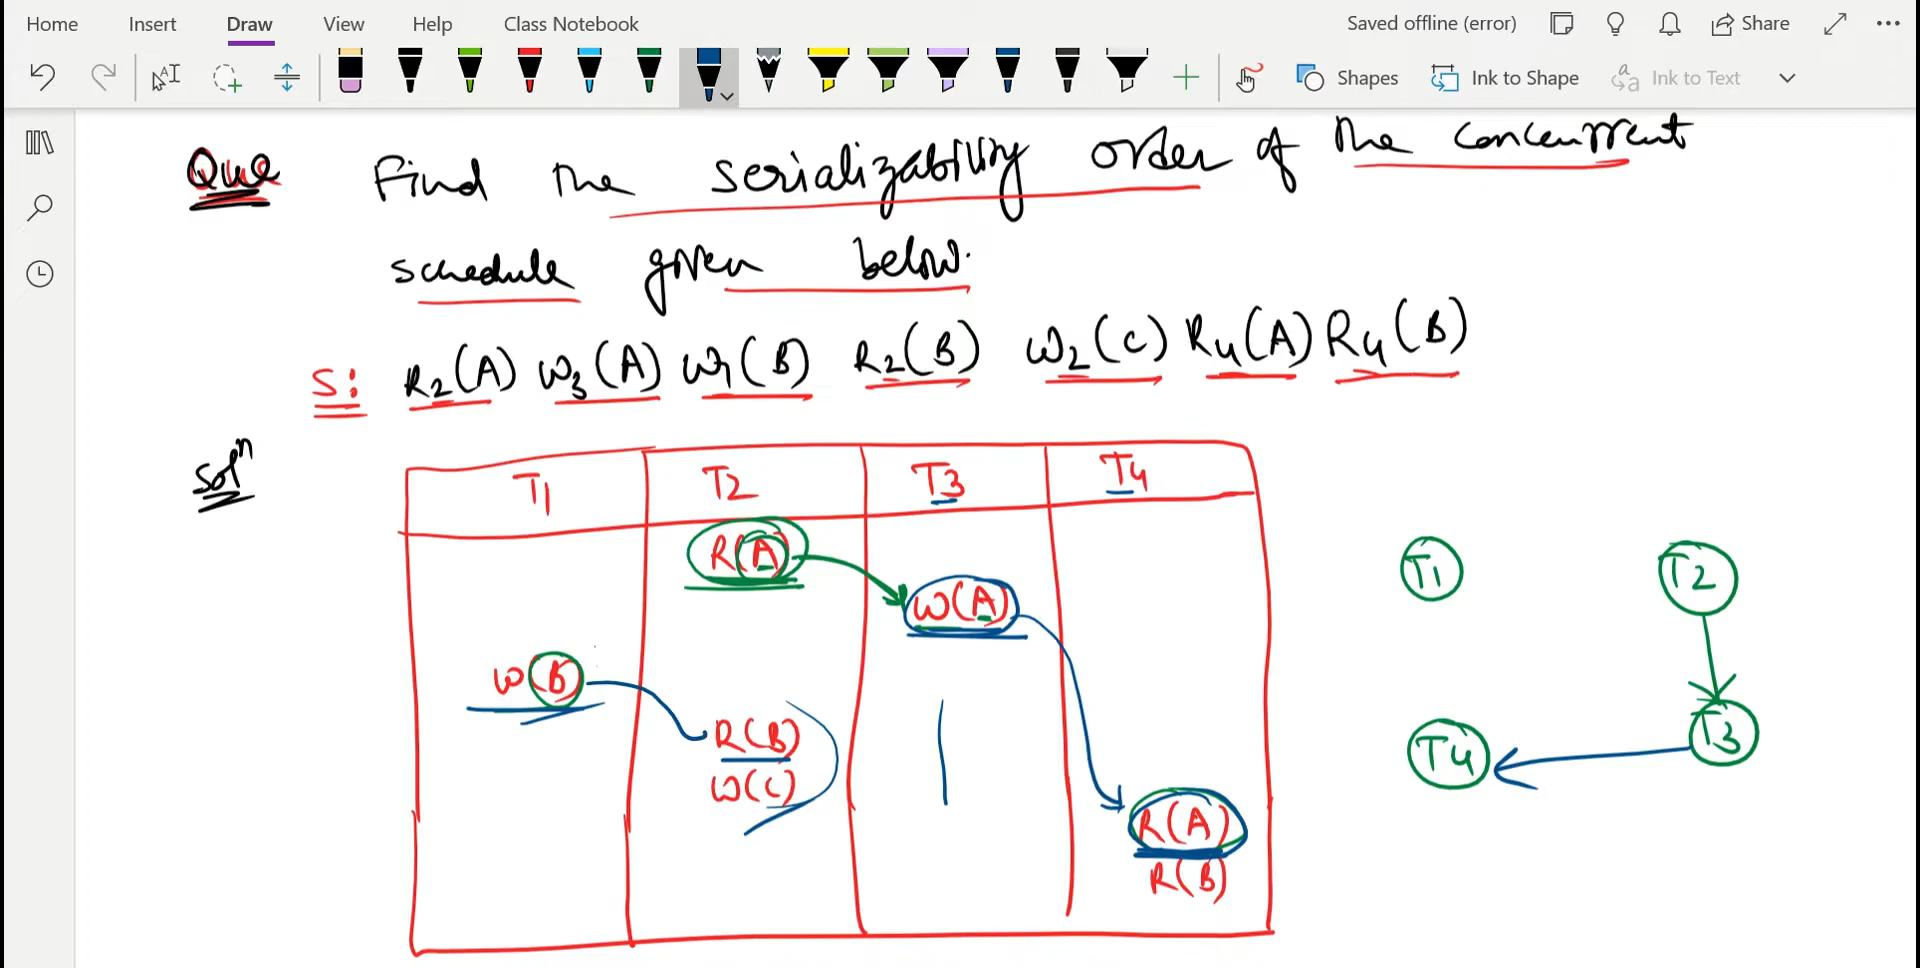 Home Insert Draw View Help Class Notebook Saved offline (error) Share
Shapes Ink to Shape Ink to Text
Que Find the serializability order of the concurrent
schedule given below.
S: R2(A) W3(A) W1(B) R2(B) W2(C) R4(A) R4(B)
Solⁿ
T1 T2 T3 T4
R(A)
W(A)
W(B)
R(B)
W(C)
R(A)
R(B)
T1 T2
T4 T3